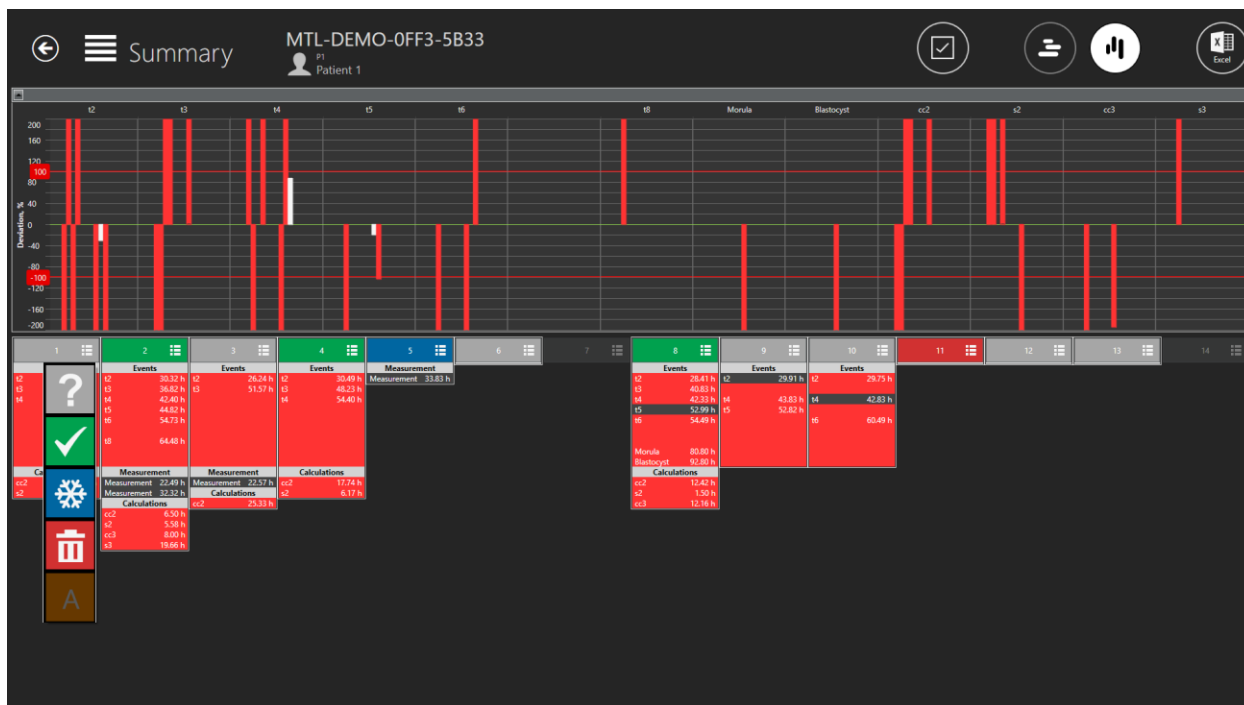 Summary
MTL-DEMO-0FF3-5B33
P1
Patient 1
X
Excel
t2 t3 t4 t5 t6 t8 Morula Blastocyst cc2 s2 cc3 s3
Deviation, %
200
160
120
100
80
40
0
-40
-80
-100
-120
-160
-200
1 2 3 4 5 6 7 8 9 10 11 12 13 14
t2
t3
t4
Ca
cc2
s2
?
A
Events
t2 30.32 h
t3 36.82 h
t4 42.40 h
t5 44.82 h
t6 54.73 h
t8 64.48 h
Measurement
Measurement 22.49 h
Measurement 32.32 h
Calculations
cc2 6.50 h
s2 5.58 h
cc3 8.00 h
s3 19.66 h
Events
t2 26.24 h
t3 51.57 h
Measurement
Measurement 22.57 h
Calculations
cc2 25.33 h
Events
t2 30.49 h
t3 48.23 h
t4 54.40 h
Calculations
cc2 17.74 h
s2 6.17 h
Measurement
Measurement 33.83 h
Events
t2 28.41 h
t3 40.83 h
t4 42.33 h
t5 52.99 h
t6 54.49 h
Morula 80.80 h
Blastocyst 92.80 h
Calculations
cc2 12.42 h
s2 1.50 h
cc3 12.16 h
Events
t2 29.91 h
t4 43.83 h
t5 52.82 h
Events
t2 29.75 h
t4 42.83 h
t6 60.49 h